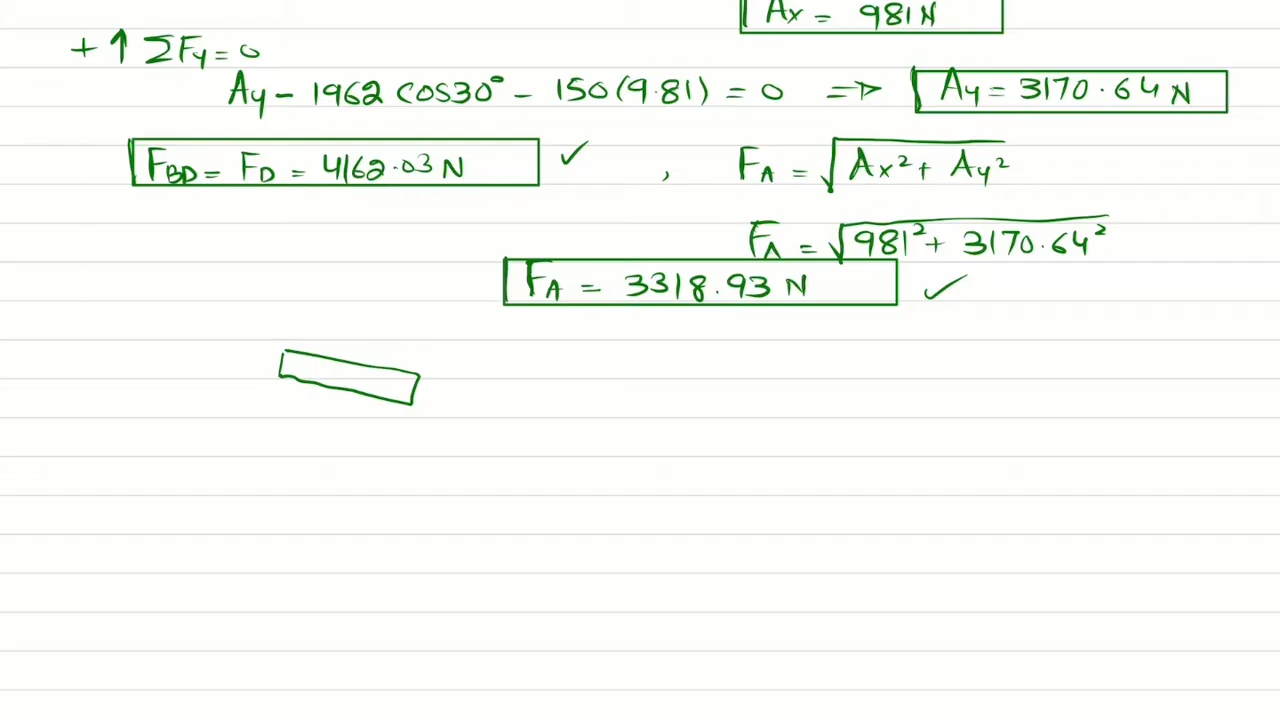 Ax = 981 N
+ ↑ ΣFy = 0
Ay - 1962 cos30° - 150(9.81) = 0 => Ay = 3170.64 N
FBD = FD = 4162.03 N ✓ , FA = √Ax² + Ay²
FA = √981² + 3170.64²
FA = 3318.93 N ✓